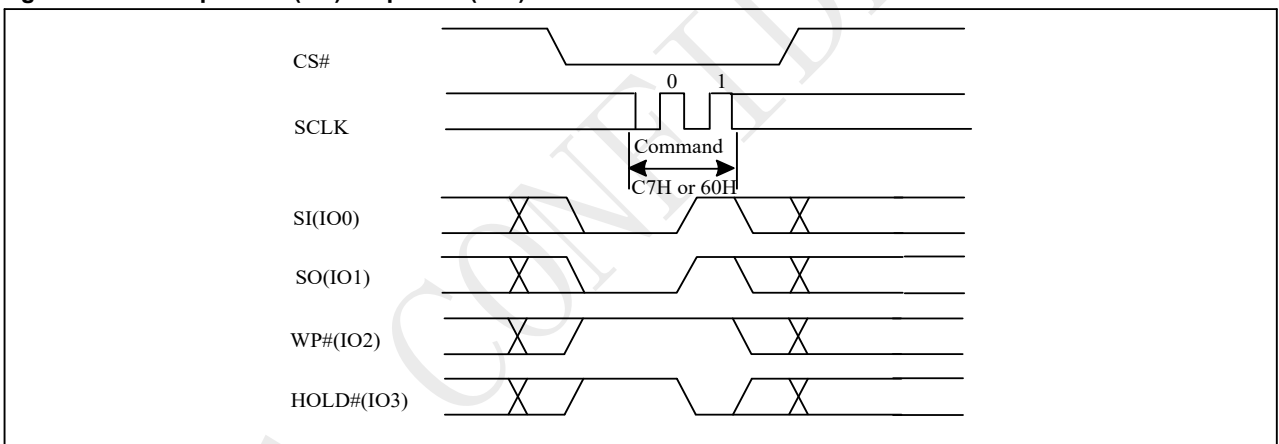 CS#
0 1
SCLK
Command
C7H or 60H
SI(IO0)
SO(IO1)
WP#(IO2)
HOLD#(IO3)